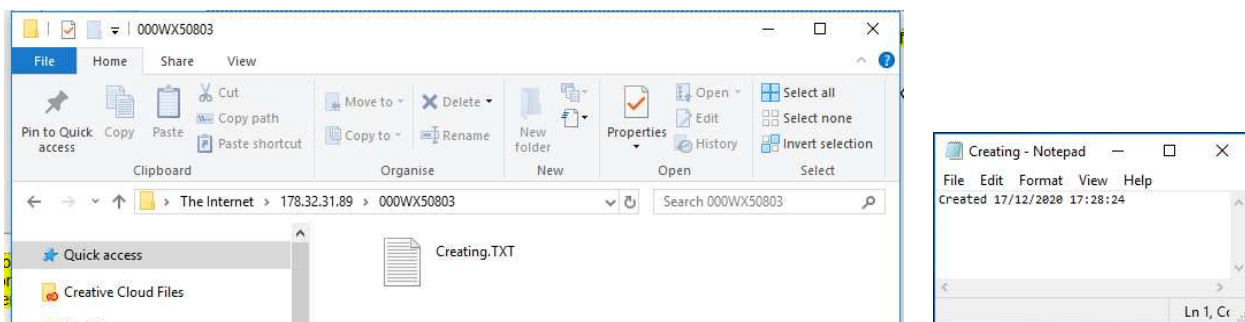 000WX50803
File Home Share View
Pin to Quick access
Copy
Paste
Cut
Copy path
Paste shortcut
Clipboard
Move to
Copy to
Delete
Rename
Organise
New folder
New
Properties
Open
Edit
History
Open
Select all
Select none
Invert selection
Select
The Internet > 178.32.31.89 > 000WX50803
Search 000WX50803
Quick access
Creative Cloud Files
Creating.TXT
Creating - Notepad
File Edit Format View Help
Created 17/12/2020 17:28:24
Ln 1, Co